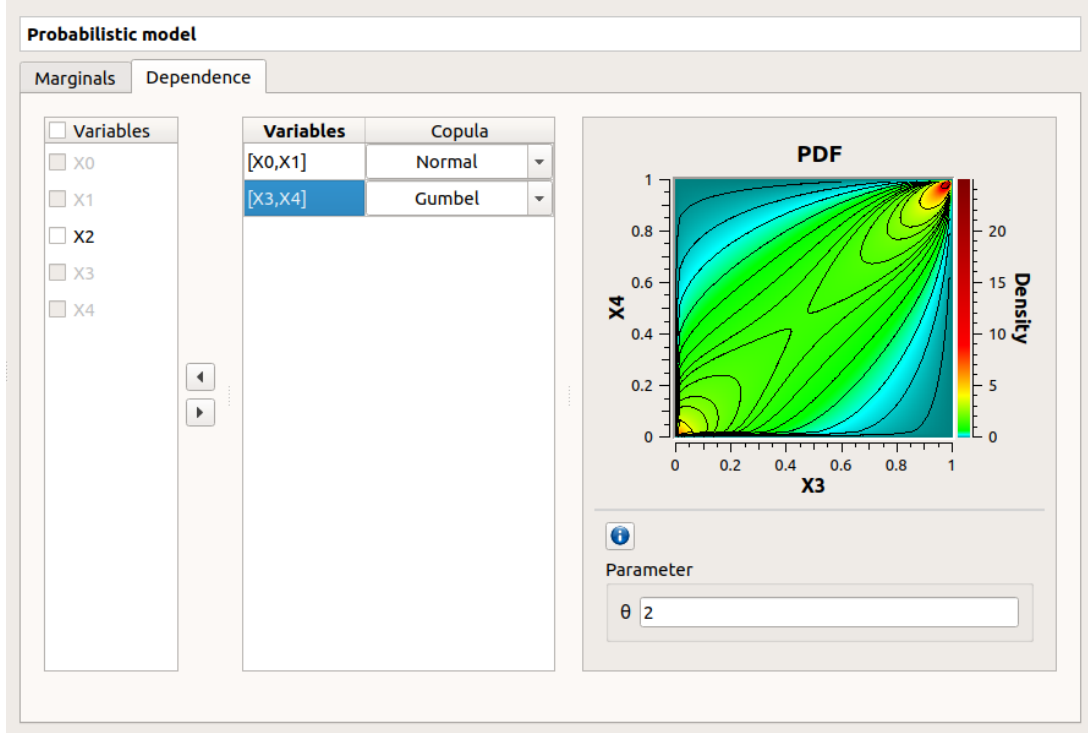 Probabilistic model
Marginals Dependence
Variables
X0
X1
X2
X3
X4
Variables Copula
[X0,X1] Normal
[X3,X4] Gumbel
PDF
1
0.8
0.6
0.4
0.2
0
X4
0 0.2 0.4 0.6 0.8 1
X3
20
15
10
5
0
Density
Parameter
θ 2